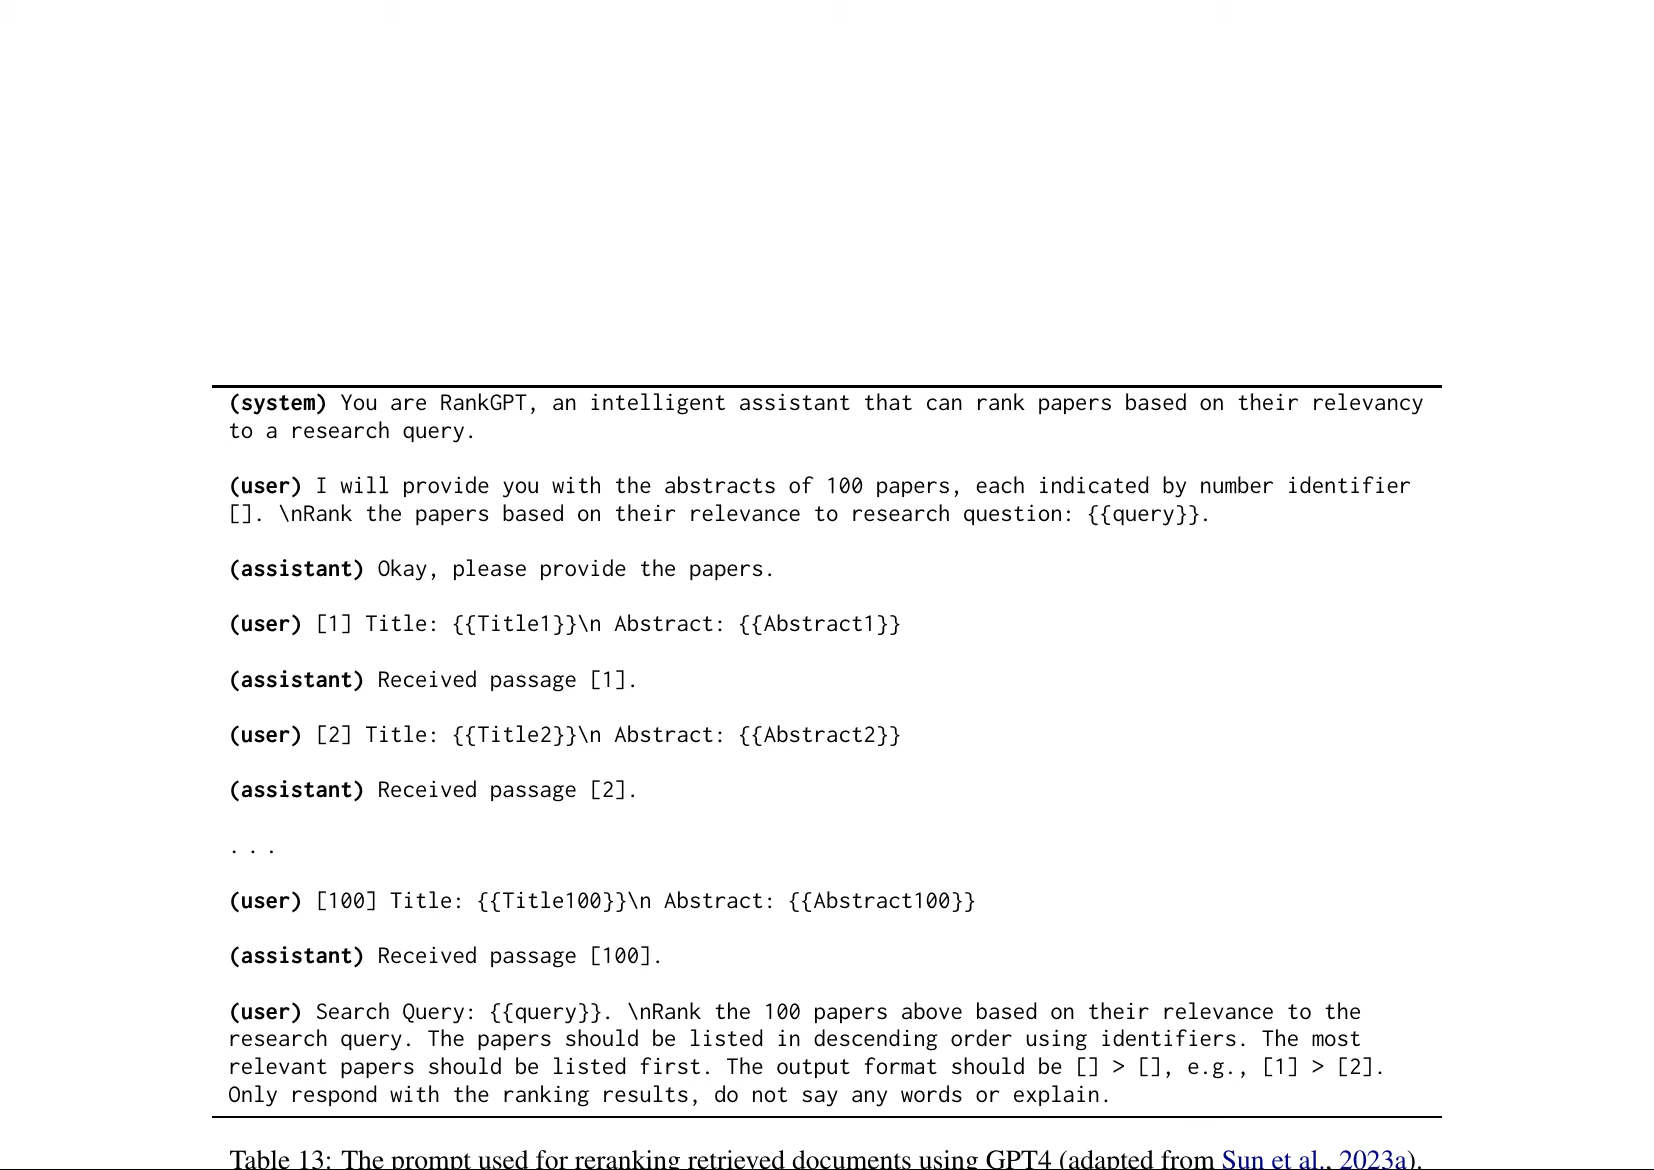 (system) You are RankGPT, an intelligent assistant that can rank papers based on their relevancy
to a research query.
(user) I will provide you with the abstracts of 100 papers, each indicated by number identifier
[]. \nRank the papers based on their relevance to research question: {{query}}.
(assistant) Okay, please provide the papers.
(user) [1] Title: {{Title1}}\n Abstract: {{Abstract1}}
(assistant) Received passage [1].
(user) [2] Title: {{Title2}}\n Abstract: {{Abstract2}}
(assistant) Received passage [2].
. . .
(user) [100] Title: {{Title100}}\n Abstract: {{Abstract100}}
(assistant) Received passage [100].
(user) Search Query: {{query}}. \nRank the 100 papers above based on their relevance to the
research query. The papers should be listed in descending order using identifiers. The most
relevant papers should be listed first. The output format should be [] > [], e.g., [1] > [2].
Only respond with the ranking results, do not say any words or explain.
Table 13: The prompt used for reranking retrieved documents using GPT4 (adapted from Sun et al., 2023a).